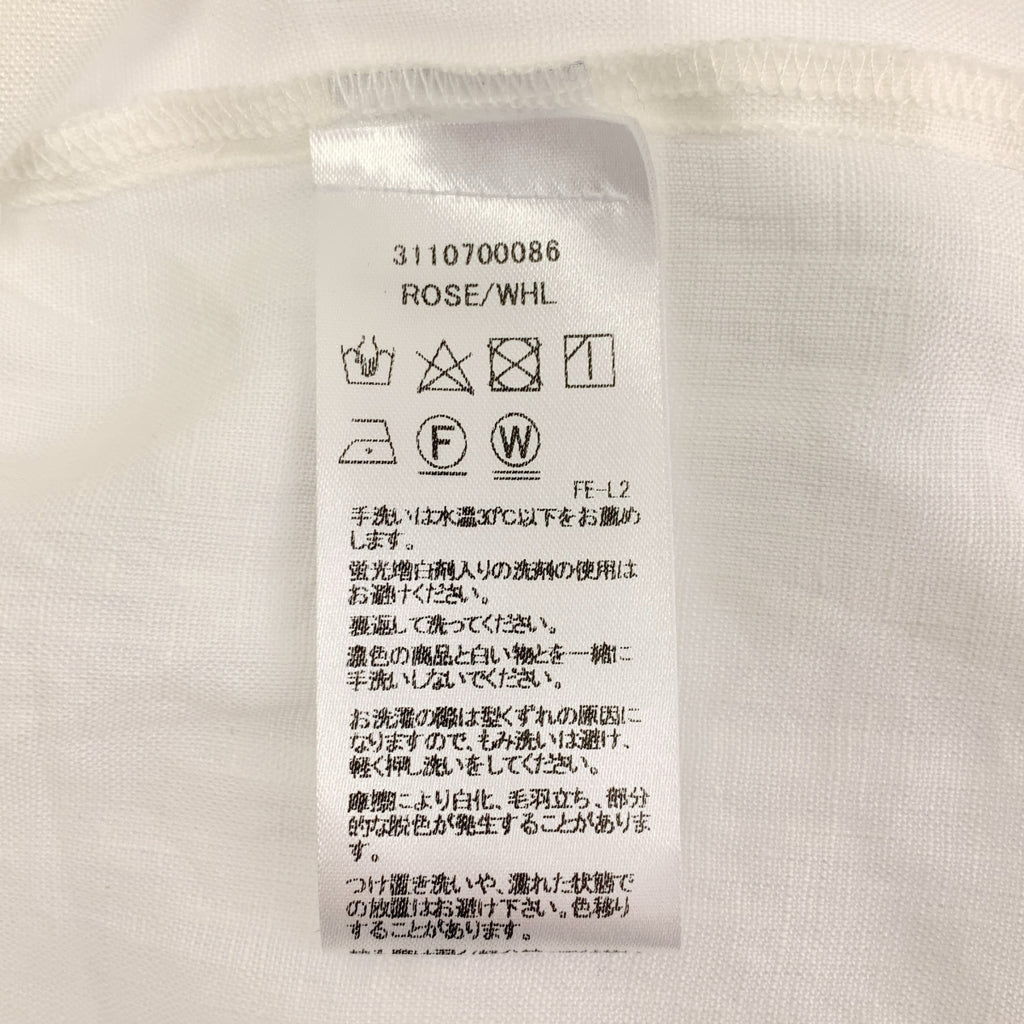 3110700086
ROSE/WHL
F W
FE-L2
手洗いは水温30℃以下をお薦め
します。
蛍光増白剤入りの洗剤の使用は
お避けください。
裏返して洗ってください。
濃色の商品と白い物とを一緒に
手洗いしないでください。
お洗濯の際は型くずれの原因に
なりますので、もみ洗いは避け、
軽く押し洗いをしてください。
摩擦により白化、毛羽立ち、部分
的な脱色が発生することがありま
す。
つけ置き洗いや、濡れた状態で
の放置はお避け下さい。色移り
することがあります。